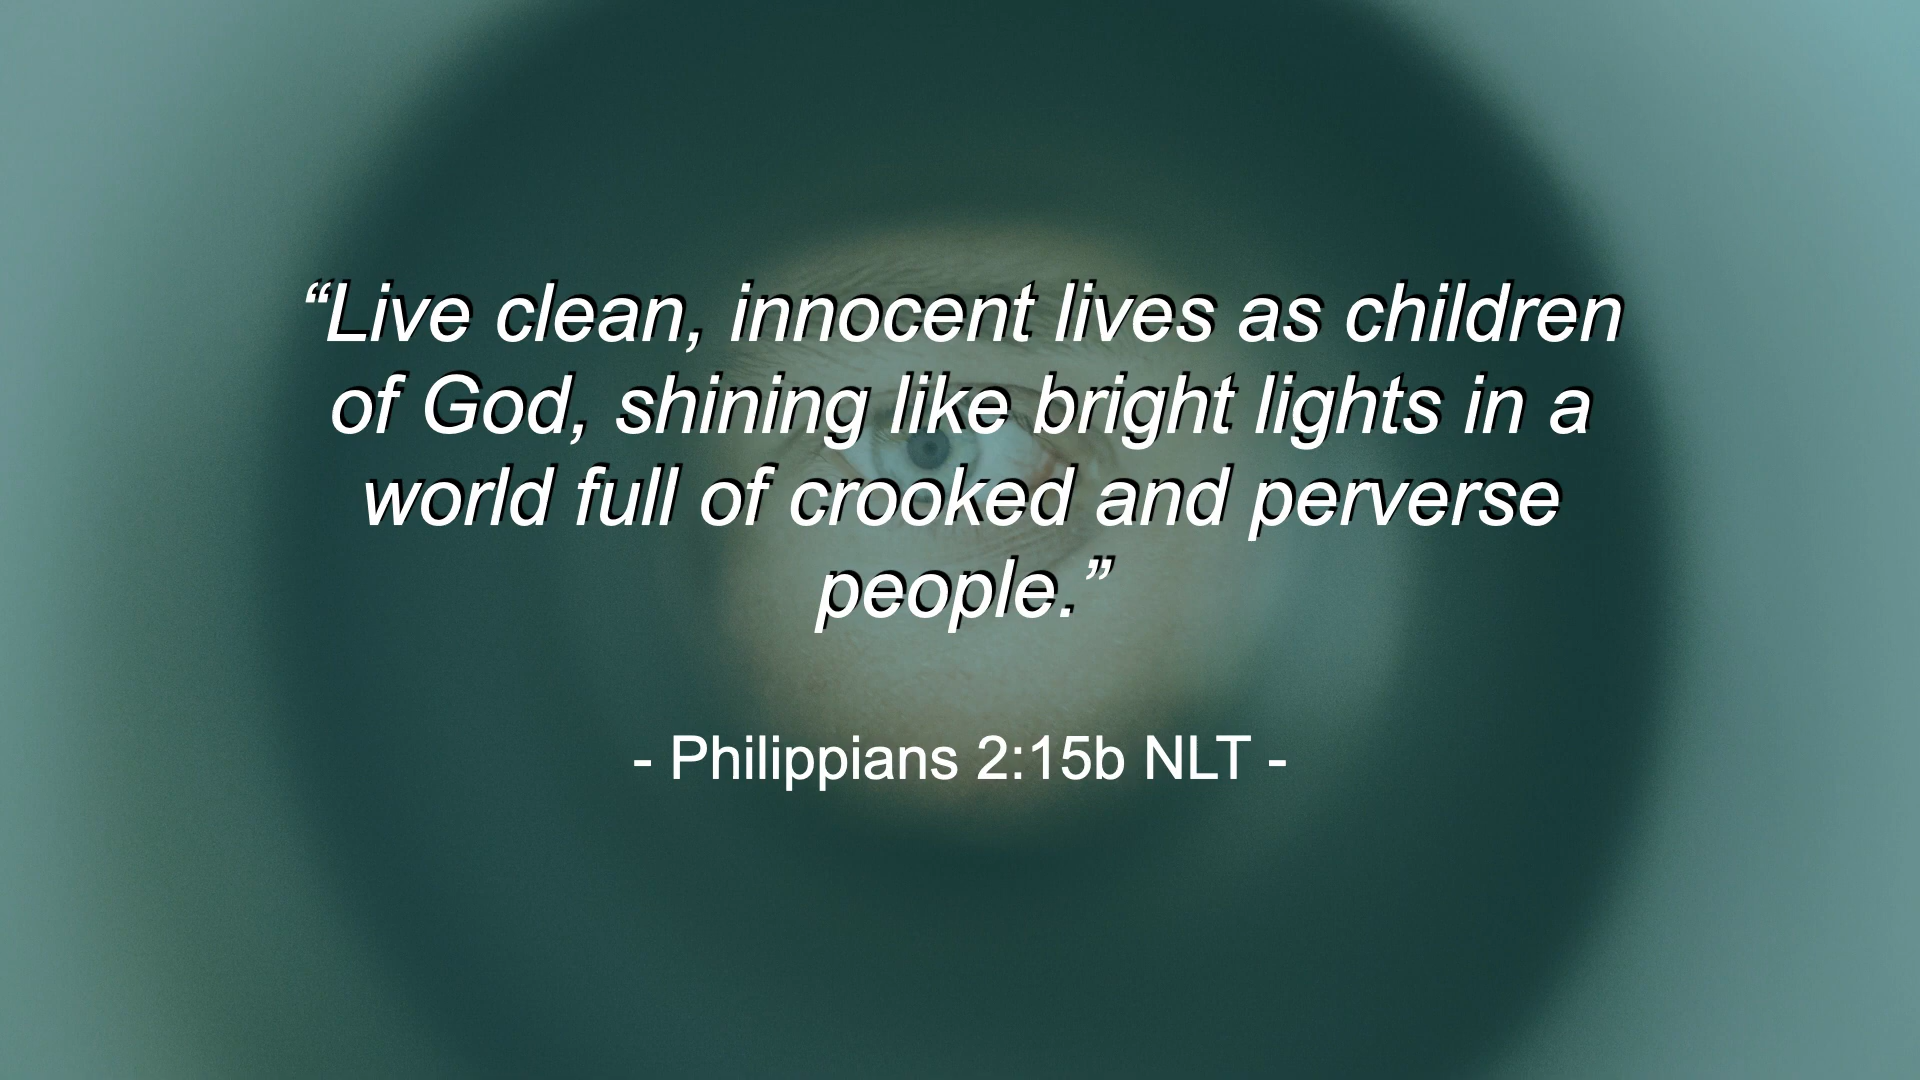 “Live clean, innocent lives as children
of God, shining like bright lights in a
world full of crooked and perverse
people.”
- Philippians 2:15b NLT -